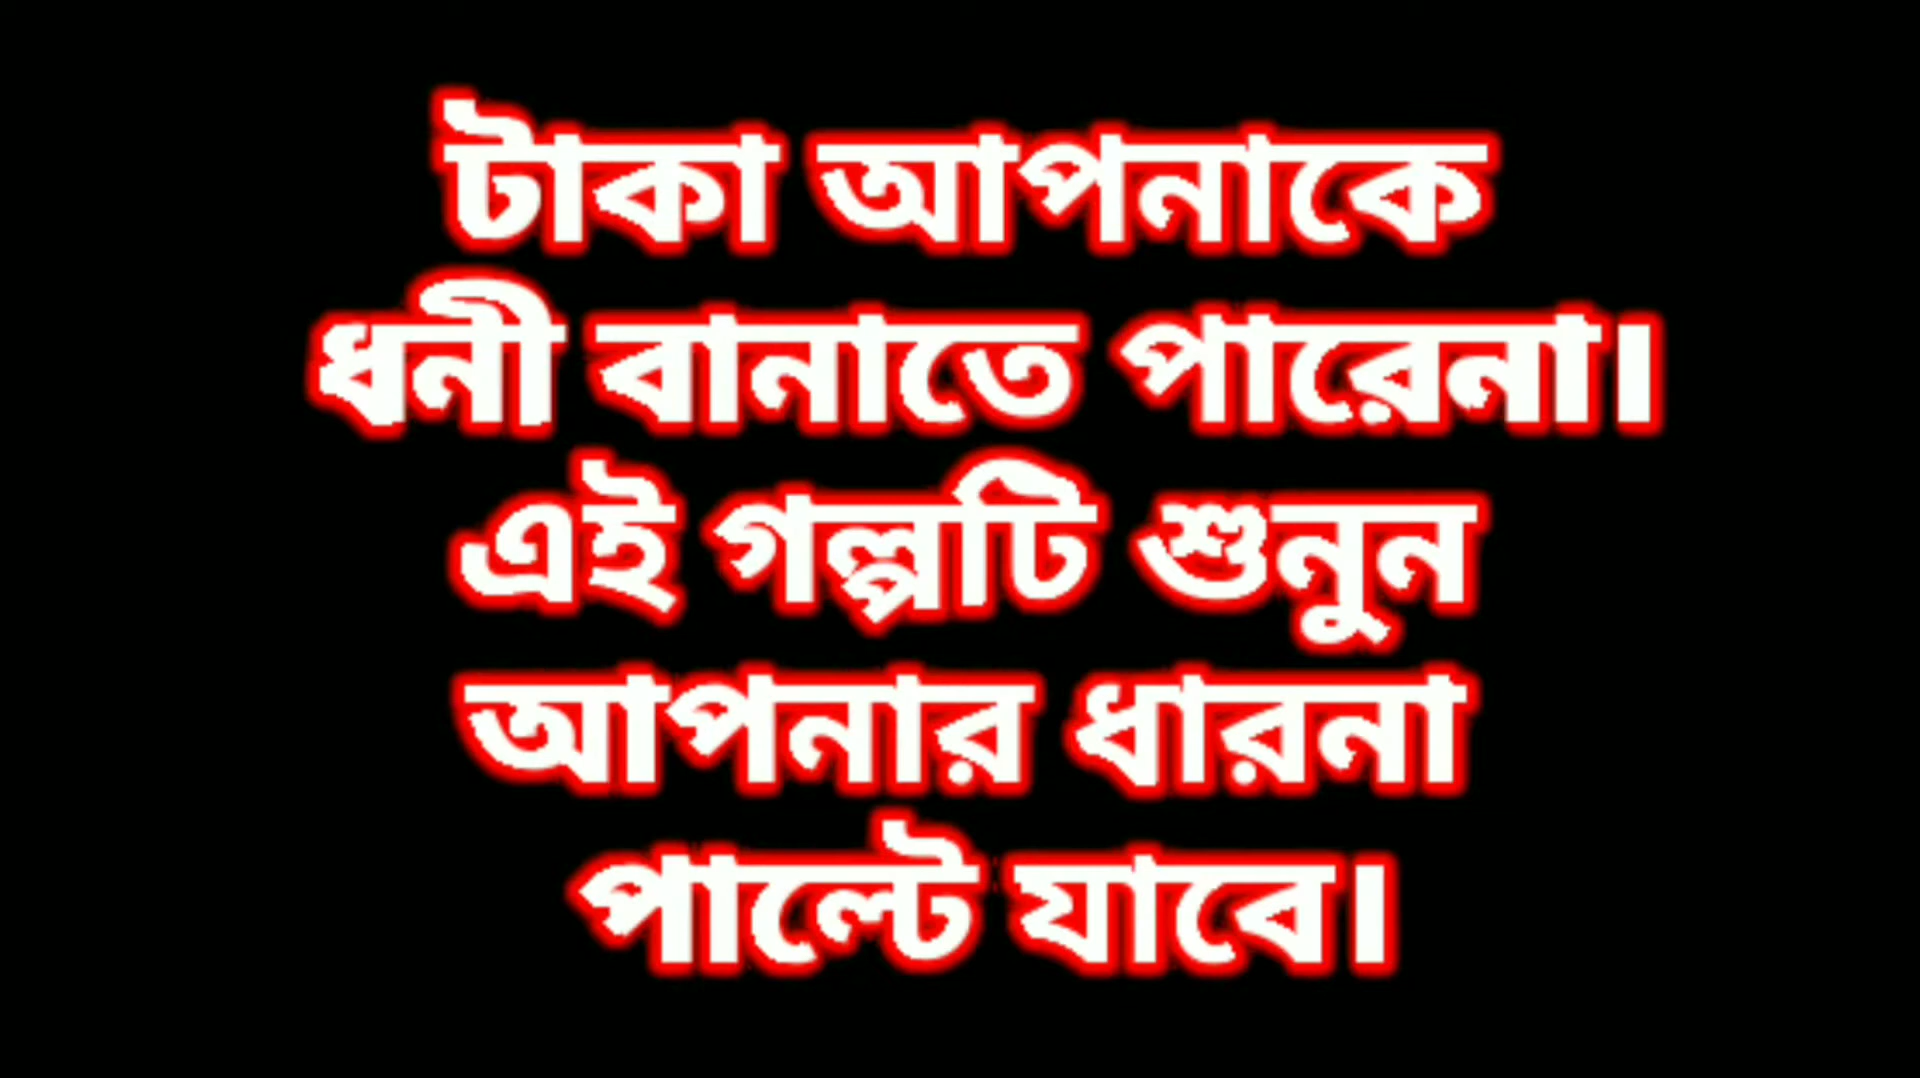 টাকা আপনাকে
ধনী বানাতে পারেনা।
এই গল্পটি শুনুন
আপনার ধারনা
পাল্টে যাবে।